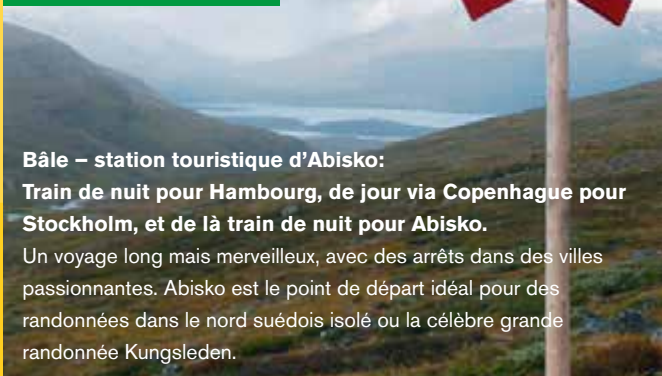 Bâle – station touristique d'Abisko:
Train de nuit pour Hambourg, de jour via Copenhague pour
Stockholm, et de là train de nuit pour Abisko.
Un voyage long mais merveilleux, avec des arrêts dans des villes
passionnantes. Abisko est le point de départ idéal pour des
randonnées dans le nord suédois isolé ou la célèbre grande
randonnée Kungsleden.